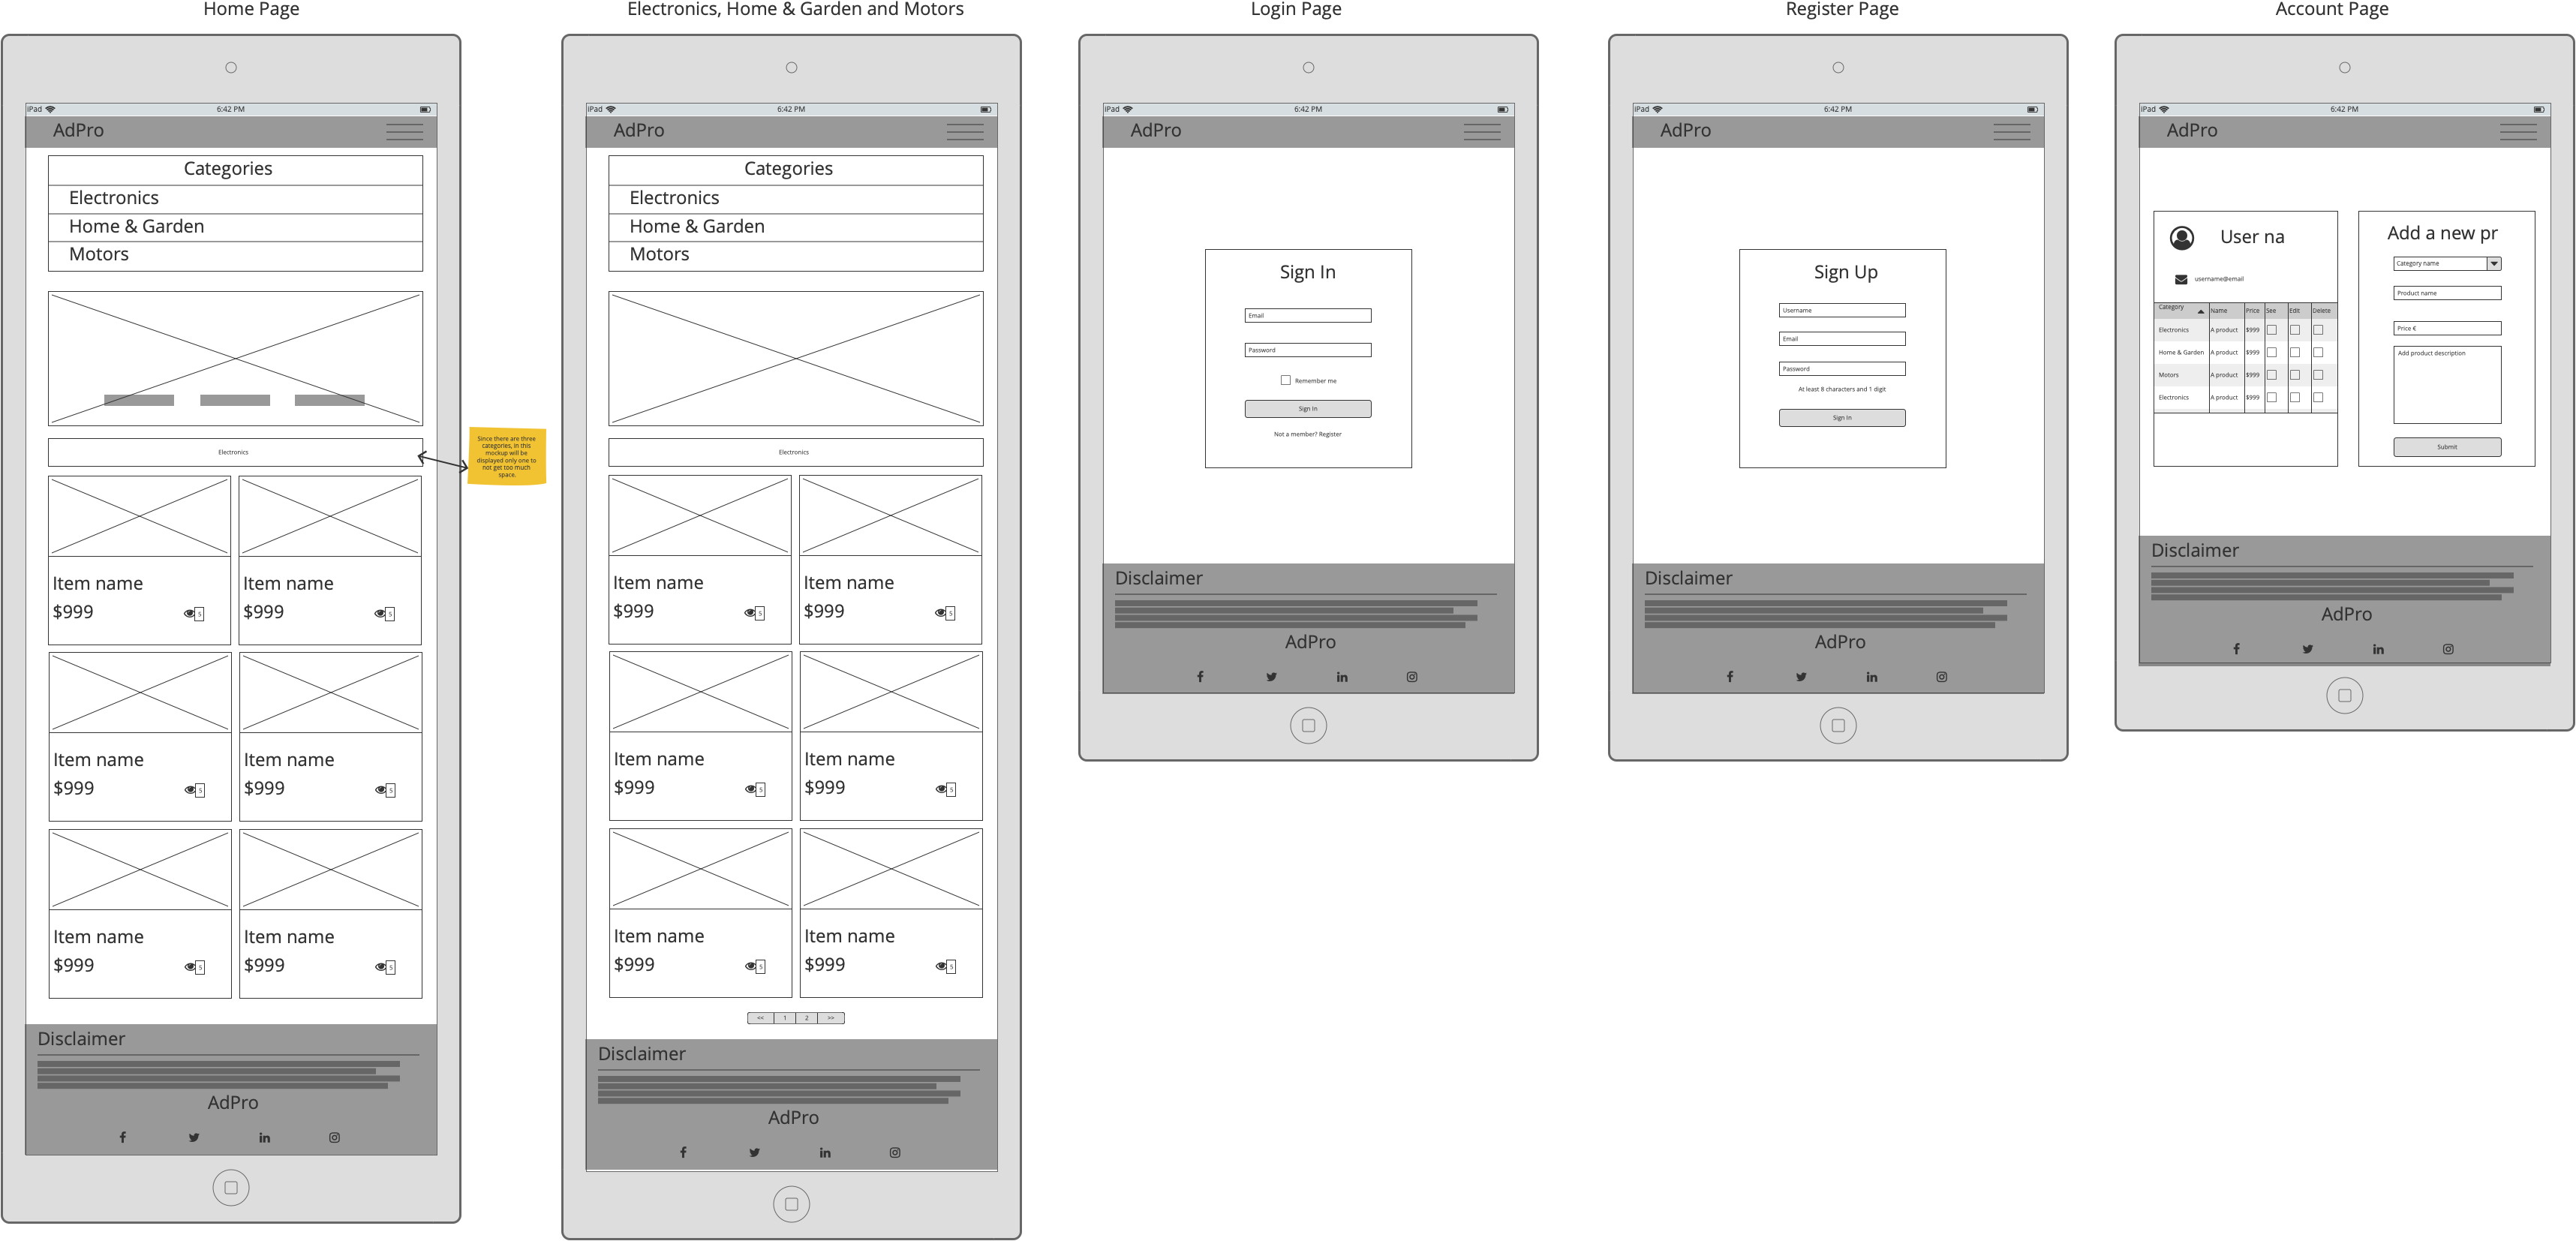 Home Page
iPad 6:42 PM
AdPro
Categories
Electronics
Home & Garden
Motors
Electronics
Since there are three
categories, in this
mockup will be
displayed only one to
not get too much
space.
Item name
$999
5
Item name
$999
5
Item name
$999
5
Item name
$999
5
Item name
$999
5
Item name
$999
5
Disclaimer
AdPro
Electronics, Home & Garden and Motors
iPad 6:42 PM
AdPro
Categories
Electronics
Home & Garden
Motors
Electronics
Item name
$999
5
Item name
$999
5
Item name
$999
5
Item name
$999
5
Item name
$999
5
Item name
$999
5
<< 1 2 >>
Disclaimer
AdPro
Login Page
iPad 6:42 PM
AdPro
Sign In
Email
Password
Remember me
Sign In
Not a member? Register
Disclaimer
AdPro
Register Page
iPad 6:42 PM
AdPro
Sign Up
Username
Email
Password
At least 8 characters and 1 digit
Sign In
Disclaimer
AdPro
Account Page
iPad 6:42 PM
AdPro
User na
username@email
Category Name Price See Edit Delete
Electronics A product $999
Home & Garden A product $999
Motors A product $999
Electronics A product $999
Add a new pr
Category name
Product name
Price €
Add product description
Submit
Disclaimer
AdPro